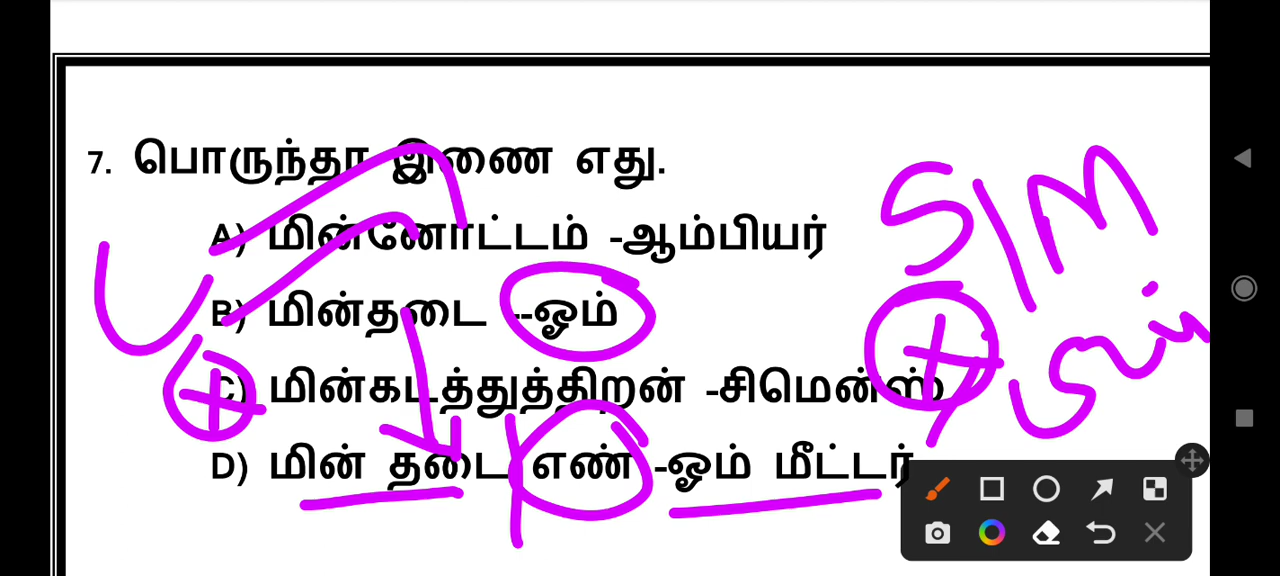 7. பொருந்தா இணை எது.
A) மின்னோட்டம் -ஆம்பியர்
B) மின்தடை --ஓம்
C) மின்கடத்துத்திறன் -சிமென்ஸ்
D) மின் தடை எண் -ஓம் மீட்டர்
S/M